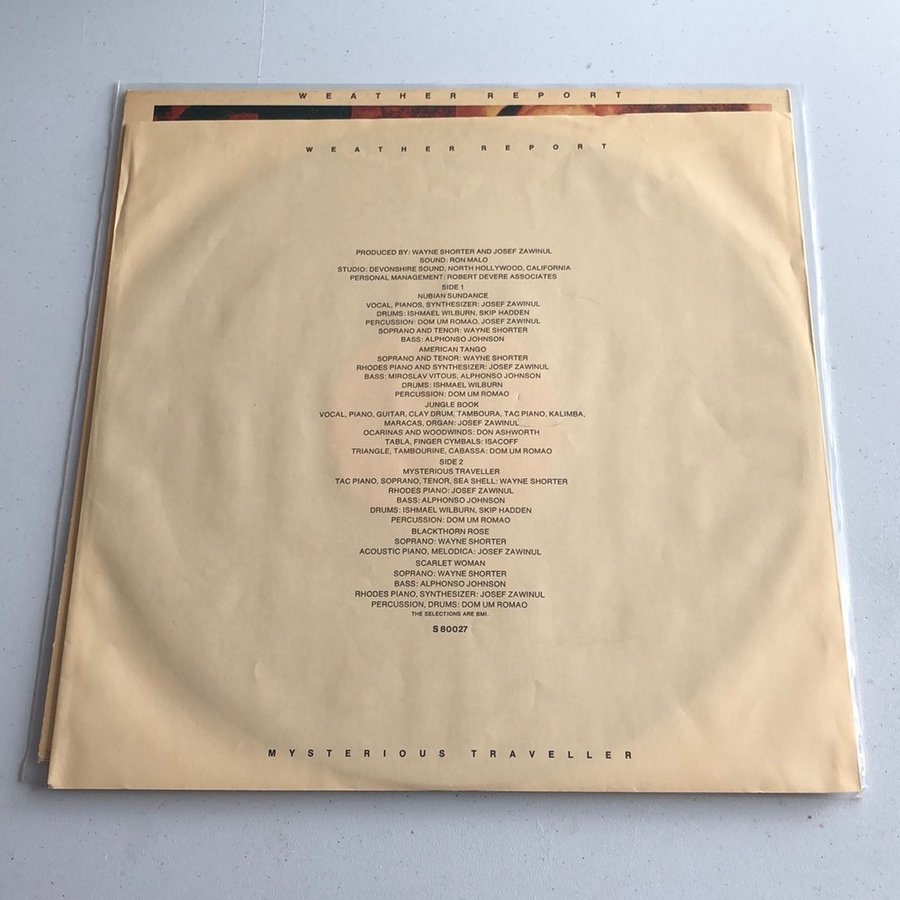 WEATHER REPORT
WEATHER REPORT
PRODUCED BY: WAYNE SHORTER AND JOSEF ZAWINUL
SOUND: RON MALO
STUDIO: DEVONSHIRE SOUND, NORTH HOLLYWOOD, CALIFORNIA
PERSONAL MANAGEMENT: ROBERT DEVERE ASSOCIATES
SIDE 1
NUBIAN SUNDANCE
VOCAL, PIANOS, SYNTHESIZER: JOSEF ZAWINUL
DRUMS: ISHMAEL WILBURN, SKIP HADDEN
PERCUSSION: DOM UM ROMAO, JOSEF ZAWINUL
SOPRANO AND TENOR: WAYNE SHORTER
BASS: ALPHONSO JOHNSON
AMERICAN TANGO
SOPRANO AND TENOR: WAYNE SHORTER
RHODES PIANO AND SYNTHESIZER: JOSEF ZAWINUL
BASS: MIROSLAV VITOUS, ALPHONSO JOHNSON
DRUMS: ISHMAEL WILBURN
PERCUSSION: DOM UM ROMAO
JUNGLE BOOK
VOCAL, PIANO, GUITAR, CLAY DRUM, TAMBOURA, TAC PIANO, KALIMBA,
MARACAS, ORGAN: JOSEF ZAWINUL
OCARINAS AND WOODWINDS: DON ASHWORTH
TABLA, FINGER CYMBALS: ISACOFF
TRIANGLE, TAMBOURINE, CABASSA: DOM UM ROMAO
SIDE 2
MYSTERIOUS TRAVELLER
TAC PIANO, SOPRANO, TENOR, SEA SHELL: WAYNE SHORTER
RHODES PIANO: JOSEF ZAWINUL
BASS: ALPHONSO JOHNSON
DRUMS: ISHMAEL WILBURN, SKIP HADDEN
PERCUSSION: DOM UM ROMAO
BLACKTHORN ROSE
SOPRANO: WAYNE SHORTER
ACOUSTIC PIANO, MELODICA: JOSEF ZAWINUL
SCARLET WOMAN
SOPRANO: WAYNE SHORTER
BASS: ALPHONSO JOHNSON
RHODES PIANO, SYNTHESIZER: JOSEF ZAWINUL
PERCUSSION, DRUMS: DOM UM ROMAO
THE SELECTIONS ARE BMI.
S 80027
MYSTERIOUS TRAVELLER